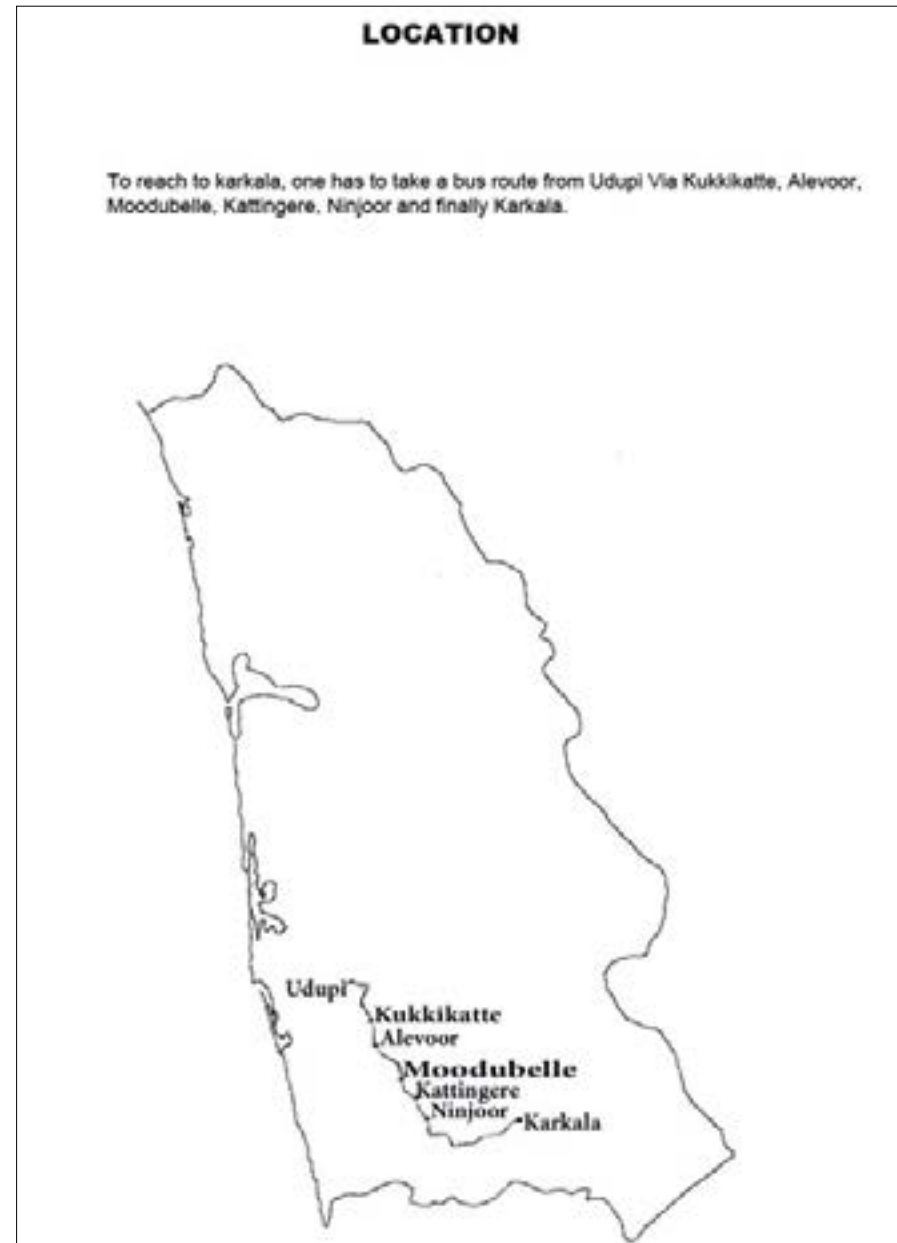 LOCATION
To reach to karkala, one has to take a bus route from Udupi Via Kukkikatte, Alevoor,
Moodubelle, Kattingere, Ninjoor and finally Karkala.
Udupi
Kukkikatte
Alevoor
Moodubelle
Kattingere
Ninjoor
Karkala